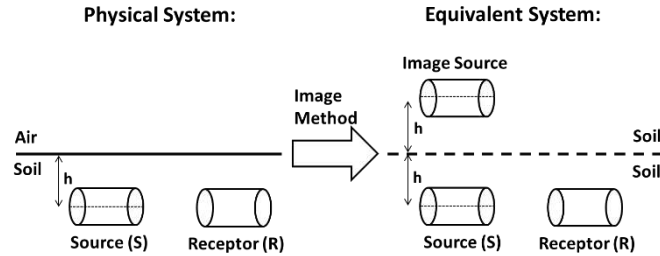 Physical System:
Equivalent System:
Image Source
Image
Method
h
Air
Soil
Soil
Soil
h
h
Source (S)
Receptor (R)
Source (S)
Receptor (R)